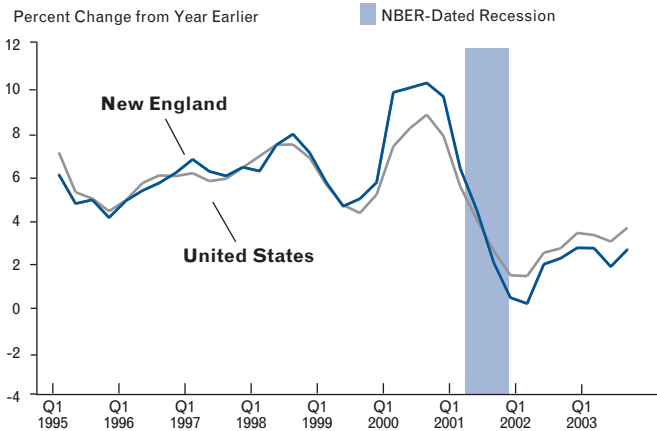 Percent Change from Year Earlier
NBER-Dated Recession
12
10
8
6
4
2
0
-2
-4
New England
United States
Q1 Q1 Q1 Q1 Q1 Q1 Q1 Q1 Q1
1995 1996 1997 1998 1999 2000 2001 2002 2003